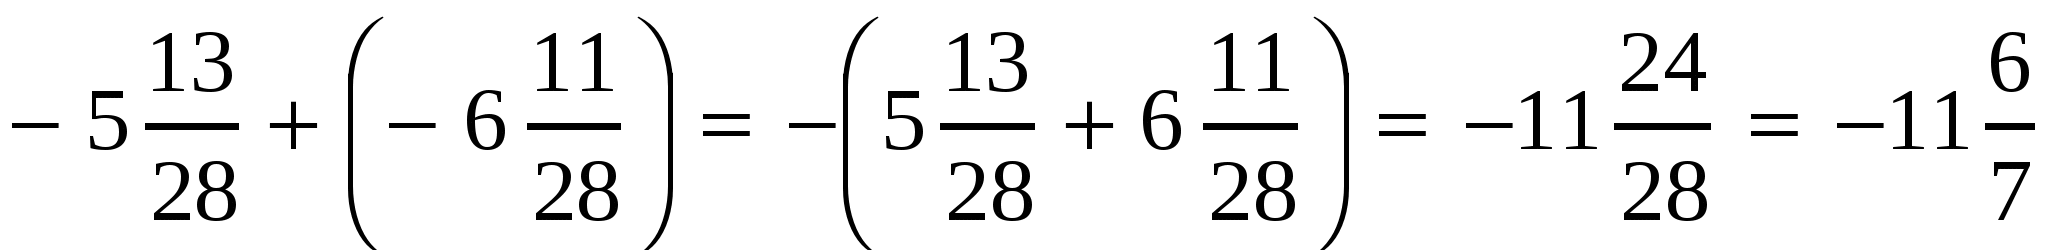 − 5 13/28 + (− 6 11/28) = −(5 13/28 + 6 11/28) = −11 24/28 = −11 6/7